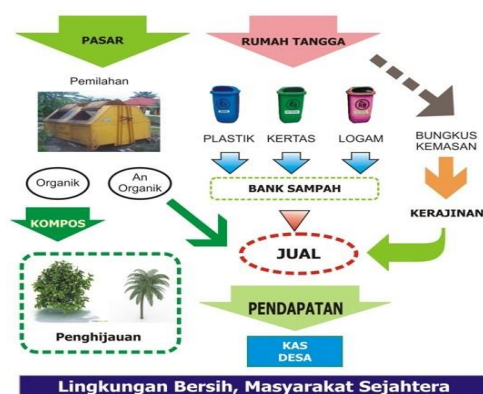 PASAR
RUMAH TANGGA
Pemilahan
PLASTIK
KERTAS
LOGAM
BUNGKUS
KEMASAN
Organik
An
Organik
BANK SAMPAH
KERAJINAN
KOMPOS
JUAL
Penghijauan
PENDAPATAN
KAS
DESA
Lingkungan Bersih, Masyarakat Sejahtera